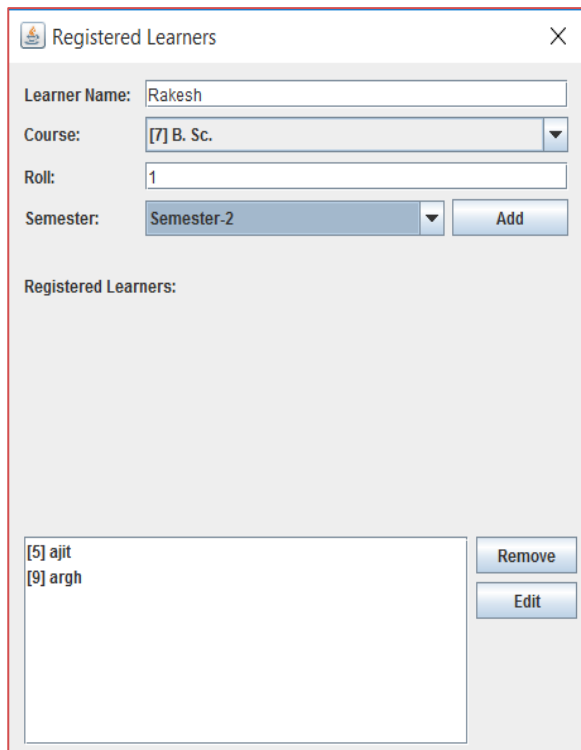 Registered Learners
Learner Name: Rakesh
Course: [7] B. Sc.
Roll: 1
Semester: Semester-2 Add
Registered Learners:
[5] ajit Remove
[9] argh
Edit